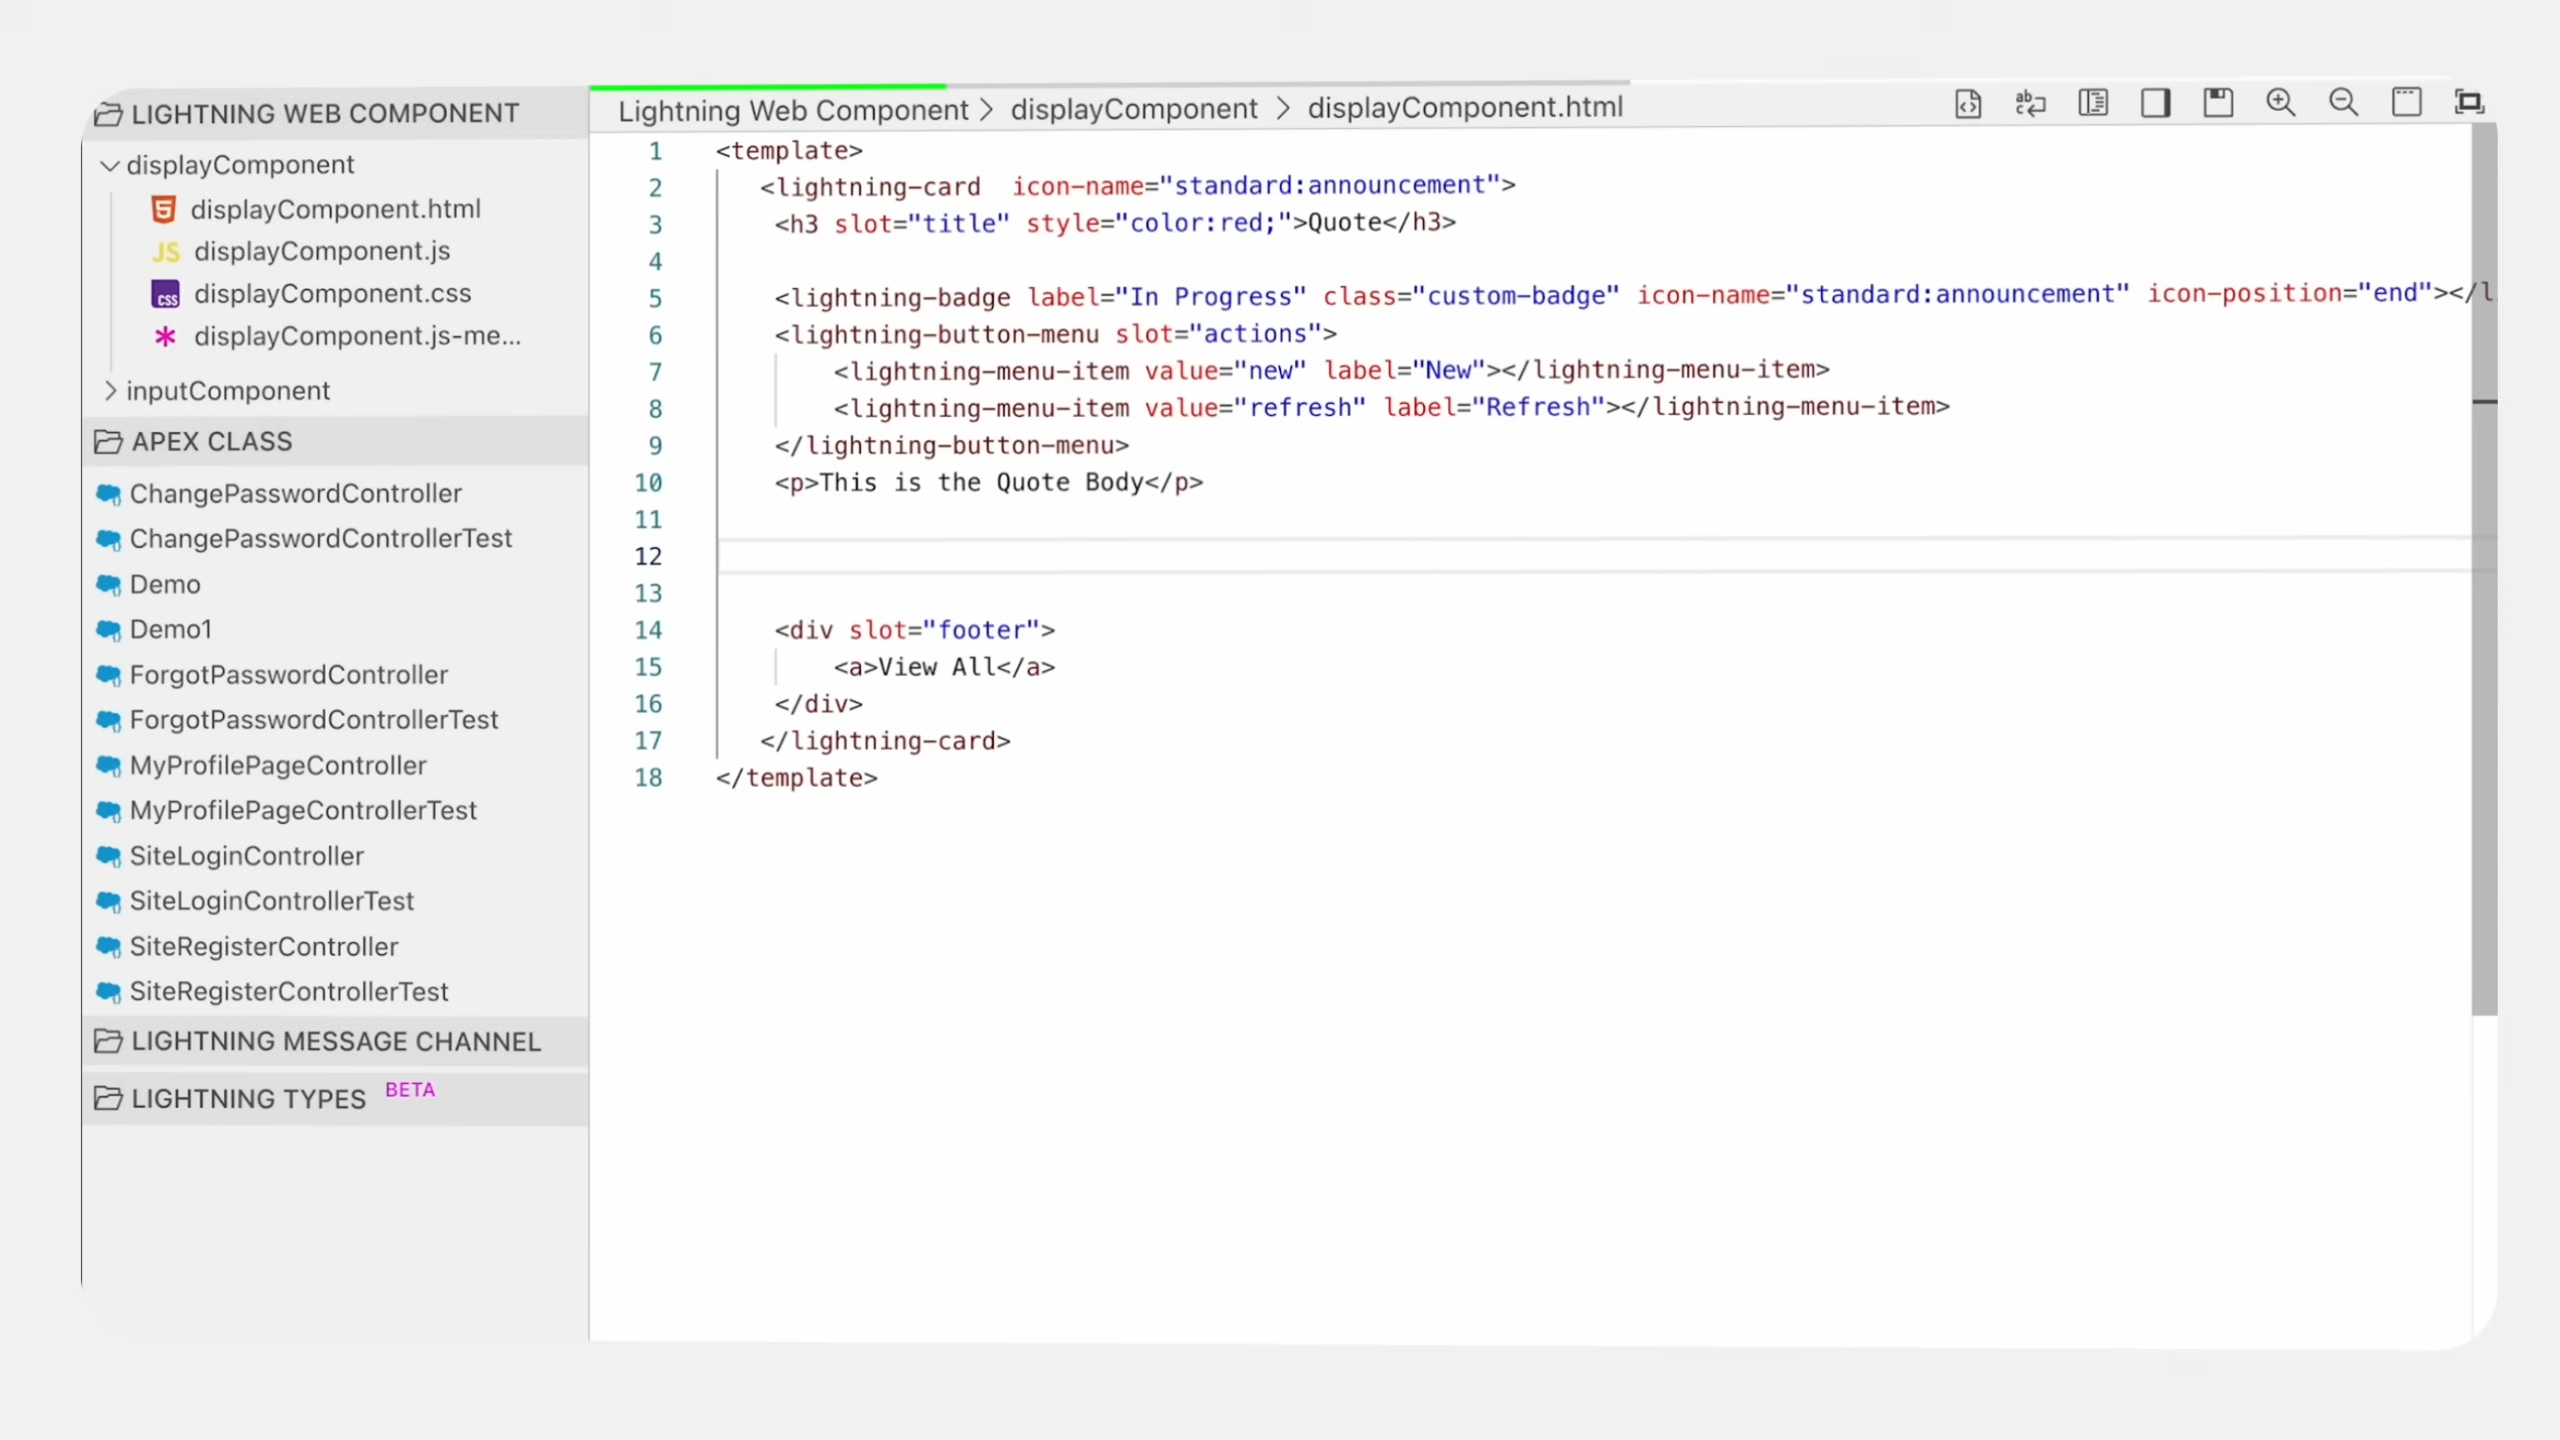 LIGHTNING WEB COMPONENT
displayComponent
displayComponent.html
JS displayComponent.js
css displayComponent.css
displayComponent.js-me...
inputComponent
APEX CLASS
ChangePasswordController
ChangePasswordControllerTest
Demo
Demo1
ForgotPasswordController
ForgotPasswordControllerTest
MyProfilePageController
MyProfilePageControllerTest
SiteLoginController
SiteLoginControllerTest
SiteRegisterController
SiteRegisterControllerTest
LIGHTNING MESSAGE CHANNEL
LIGHTNING TYPES BETA
Lightning Web Component > displayComponent > displayComponent.html
1 <template>
2 <lightning-card  icon-name="standard:announcement">
3 <h3 slot="title" style="color:red;">Quote</h3>
4
5 <lightning-badge label="In Progress" class="custom-badge" icon-name="standard:announcement" icon-position="end"></l
6 <lightning-button-menu slot="actions">
7 <lightning-menu-item value="new" label="New"></lightning-menu-item>
8 <lightning-menu-item value="refresh" label="Refresh"></lightning-menu-item>
9 </lightning-button-menu>
10 <p>This is the Quote Body</p>
11
12
13
14 <div slot="footer">
15 <a>View All</a>
16 </div>
17 </lightning-card>
18 </template>